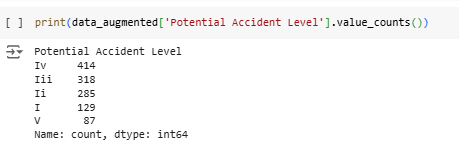 [ ] print(data_augmented['Potential Accident Level'].value_counts())
Potential Accident Level
Iv 414
Iii 318
Ii 285
I 129
V 87
Name: count, dtype: int64